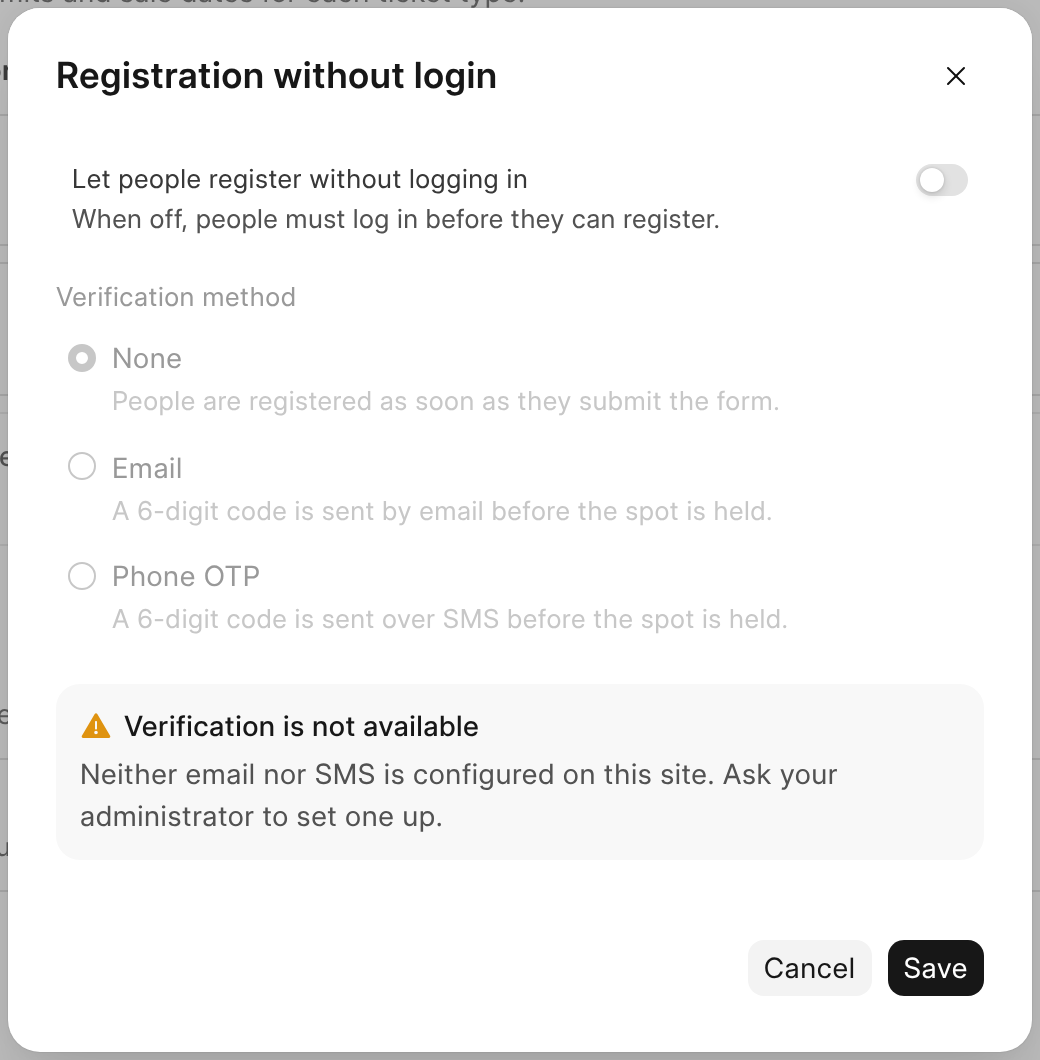 Registration without login
Let people register without logging in
When off, people must log in before they can register.
Verification method
None
People are registered as soon as they submit the form.
Email
A 6-digit code is sent by email before the spot is held.
Phone OTP
A 6-digit code is sent over SMS before the spot is held.
Verification is not available
Neither email nor SMS is configured on this site. Ask your
administrator to set one up.
Cancel
Save